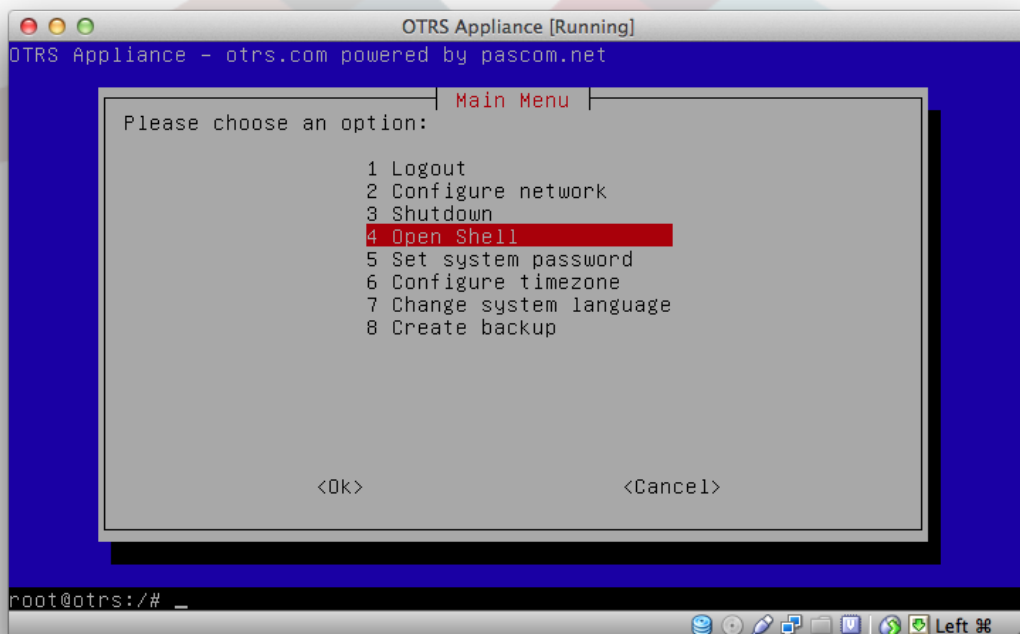 OTRS Appliance [Running]
OTRS Appliance – otrs.com powered by pascom.net
Main Menu
Please choose an option:
1 Logout
2 Configure network
3 Shutdown
4 Open Shell
5 Set system password
6 Configure timezone
7 Change system language
8 Create backup
<Ok> <Cancel>
root@otrs:/# _
Left ⌘